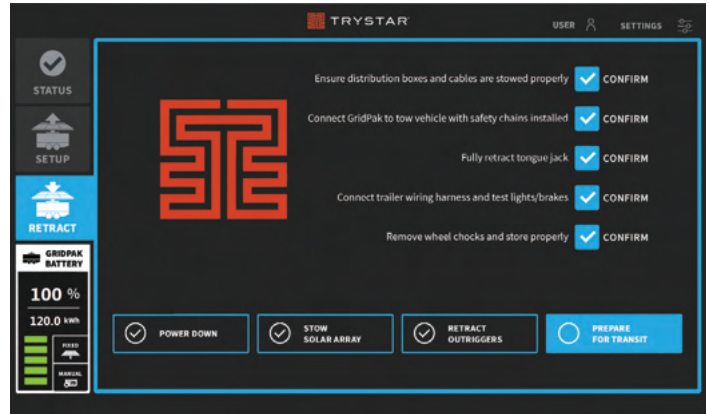 TRYSTAR
USER
SETTINGS
STATUS
SETUP
RETRACT
GRIDPAK
BATTERY
100 %
120.0 kWh
FIXED
MANUAL
Ensure distribution boxes and cables are stowed properly CONFIRM
Connect GridPak to tow vehicle with safety chains installed CONFIRM
Fully retract tongue jack CONFIRM
Connect trailer wiring harness and test lights/brakes CONFIRM
Remove wheel chocks and store properly CONFIRM
POWER DOWN
STOW
SOLAR ARRAY
RETRACT
OUTRIGGERS
PREPARE
FOR TRANSIT